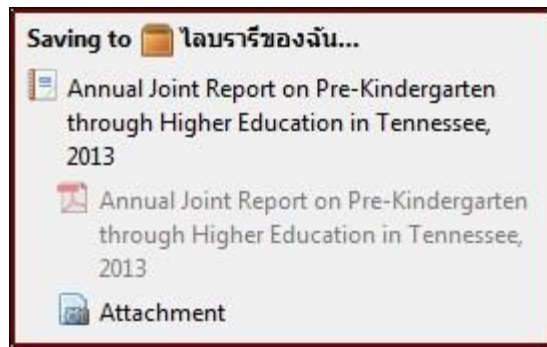 Saving to ไลบรารีของฉัน...
Annual Joint Report on Pre-Kindergarten
through Higher Education in Tennessee,
2013
Annual Joint Report on Pre-Kindergarten
through Higher Education in Tennessee,
2013
Attachment